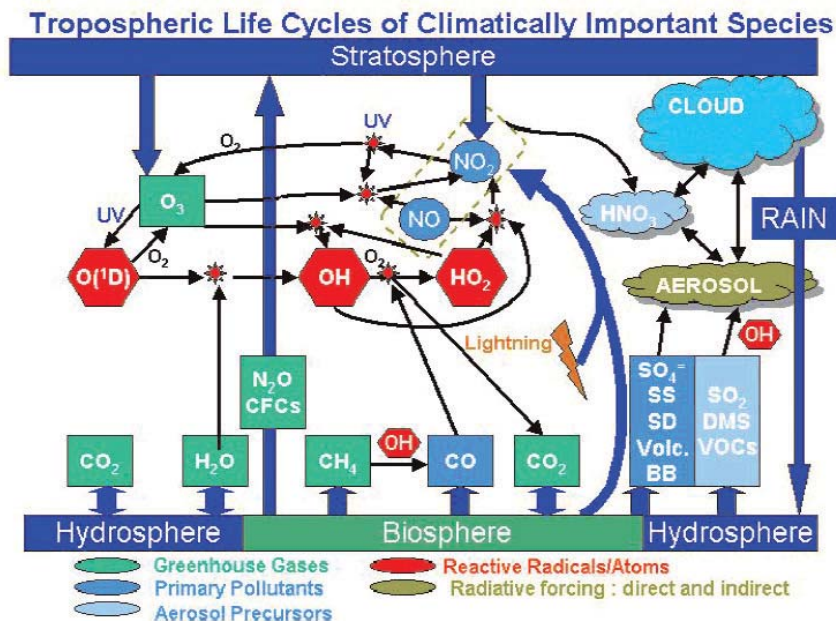 Tropospheric Life Cycles of Climatically Important Species
Stratosphere
CLOUD
UV
O₂
NO₂
O₃
NO
HNO₃
RAIN
UV
O₂
O(¹D)
OH
O₂
HO₂
AEROSOL
OH
Lightning
N₂O
CFCs
SO₄⁼
SS
SD
Volc.
BB
SO₂
DMS
VOCs
CO₂
H₂O
CH₄
OH
CO
CO₂
Hydrosphere
Biosphere
Hydrosphere
Greenhouse Gases
Reactive Radicals/Atoms
Primary Pollutants
Radiative forcing : direct and indirect
Aerosol Precursors